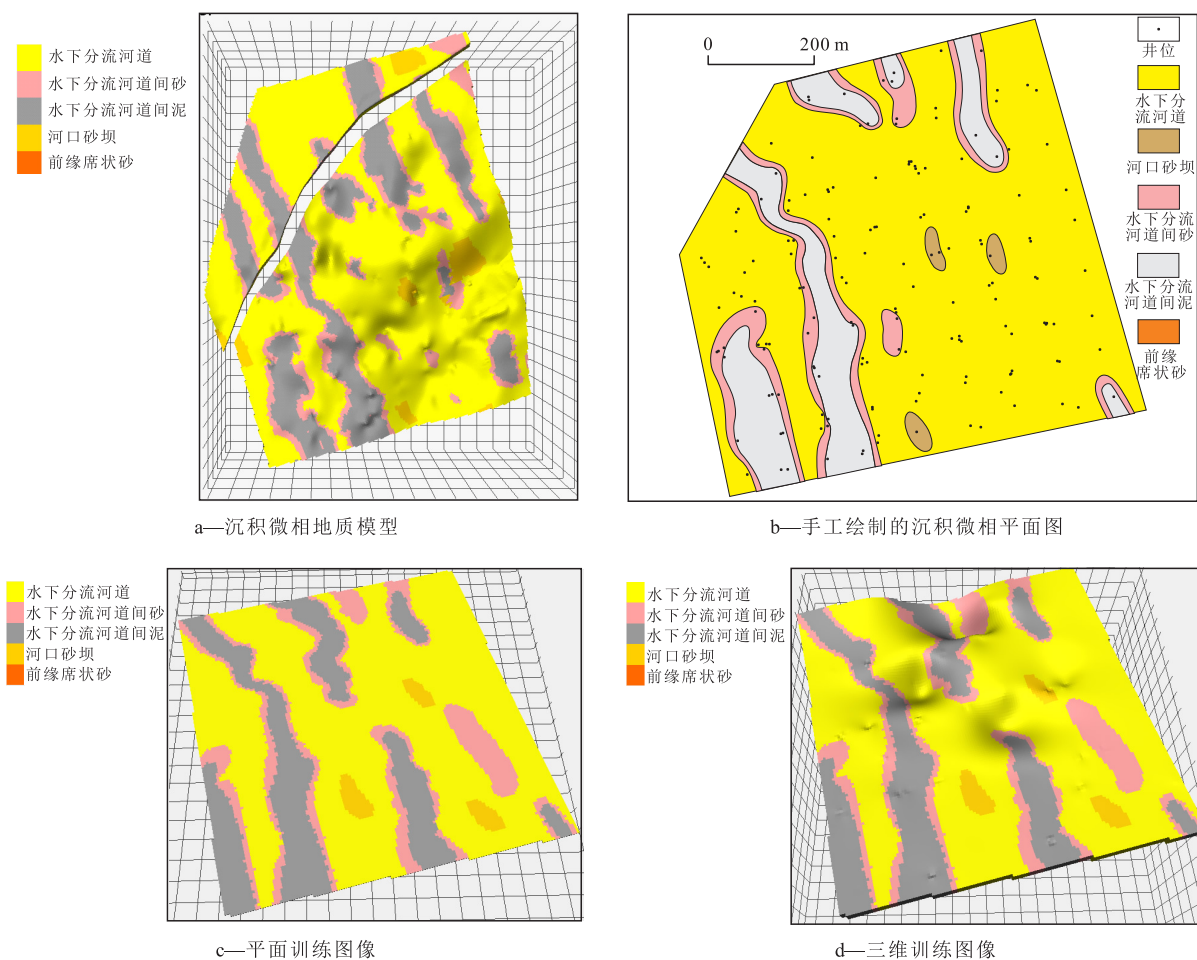 水下分流河道
水下分流河道间砂
水下分流河道间泥
河口砂坝
前缘席状砂
a—沉积微相地质模型
0 200 m
井位
水下分
流河道
河口砂坝
水下分流
河道间砂
水下分流
河道间泥
前缘
席状砂
b—手工绘制的沉积微相平面图
水下分流河道
水下分流河道间砂
水下分流河道间泥
河口砂坝
前缘席状砂
c—平面训练图像
水下分流河道
水下分流河道间砂
水下分流河道间泥
河口砂坝
前缘席状砂
d—三维训练图像